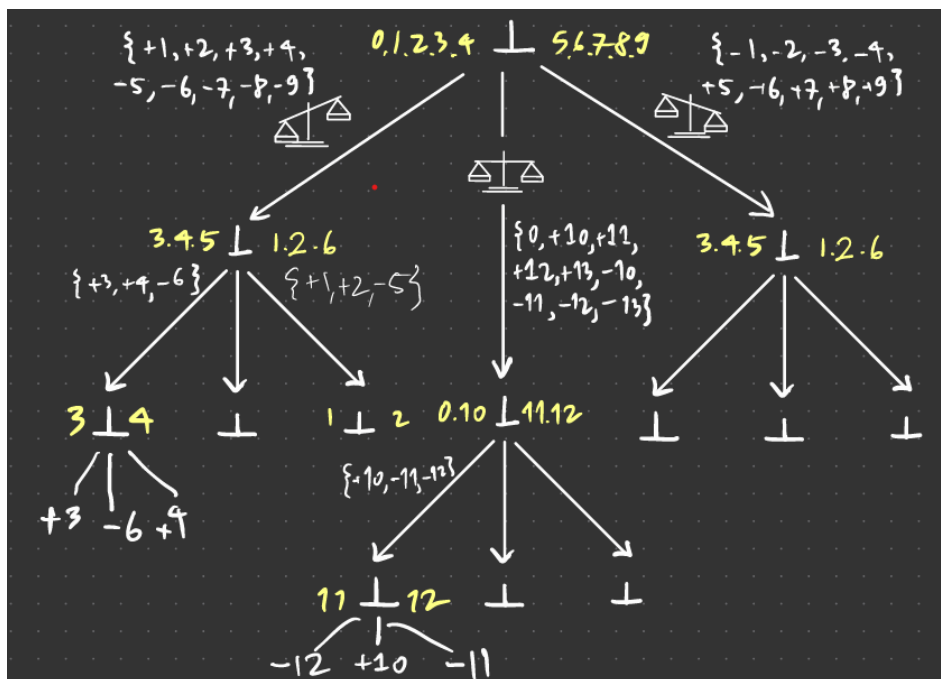 {+1,+2,+3,+4,
-5,-6,-7,-8,-9}
0.1.2.3.4 ⊥ 5.6.7.8.9
{-1,-2,-3,-4,
+5,+6,+7,+8,+9}
3.4.5 ⊥ 1.2.6
{+3,+4,-6}
{+1,+2,-5}
{0,+10,+11,
+12,+13,-10,
-11,-12,-13}
3.4.5 ⊥ 1.2.6
3 ⊥ 4
⊥
1 ⊥ 2
0.10 ⊥ 11.12
⊥
⊥
⊥
+3 -6 +4
{+10,-11,-12}
11 ⊥ 12
⊥
⊥
-12 +10 -11